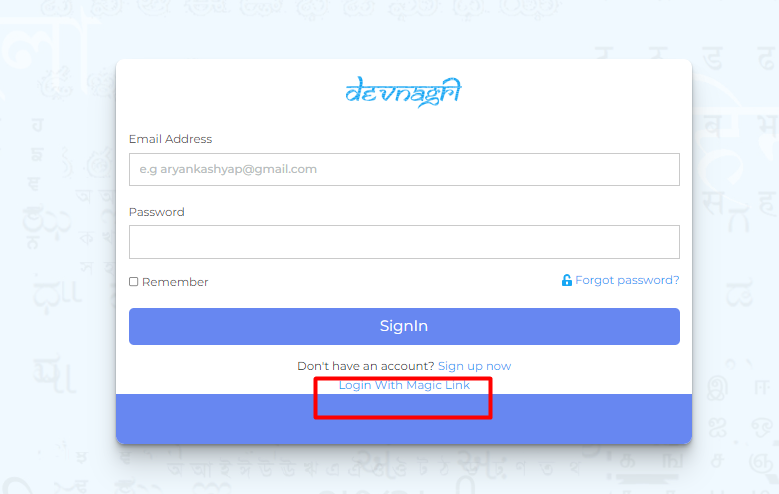 devnagri
Email Address
e.g aryankashyap@gmail.com
Password
Remember
Forgot password?
SignIn
Don't have an account? Sign up now
Login With Magic Link